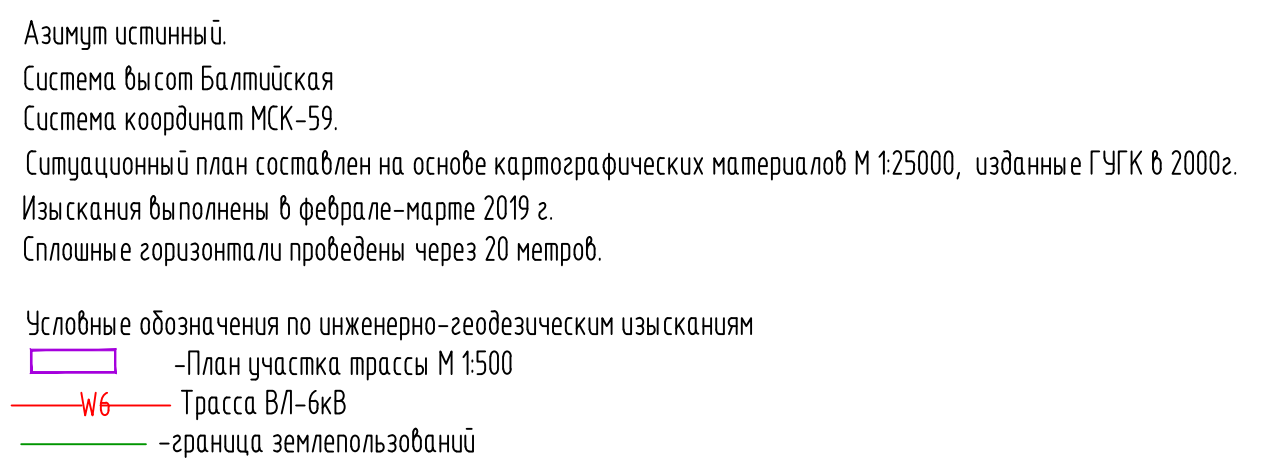 Азимут истинный.
Система высот Балтийская
Система координат МСК-59.
Ситуационный план составлен на основе картографических материалов М 1:25000, изданные ГУГК в 2000г.
Изыскания выполнены в феврале-марте 2019 г.
Сплошные горизонтали проведены через 20 метров.
Условные обозначения по инженерно-геодезическим изысканиям
-План участка трассы М 1:500
W6 Трасса ВЛ-6кВ
-граница землепользований